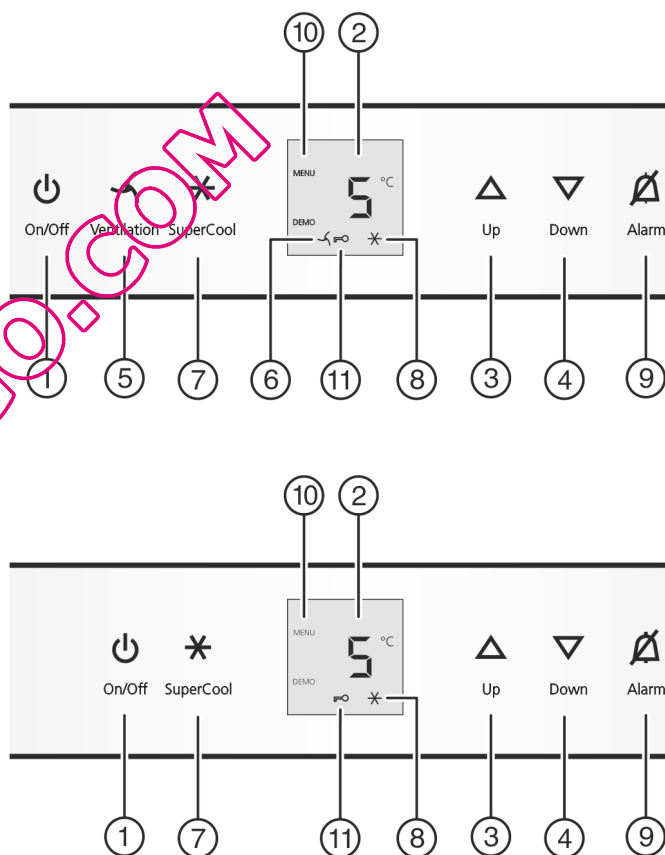 10 2
MENU
5 °C
On/Off Ventilation SuperCool DEMO Up Down Alarm
1 5 7 6 11 8 3 4 9
10 2
MENU
5 °C
DEMO
On/Off SuperCool Up Down Alarm
1 7 11 8 3 4 9
O.COM